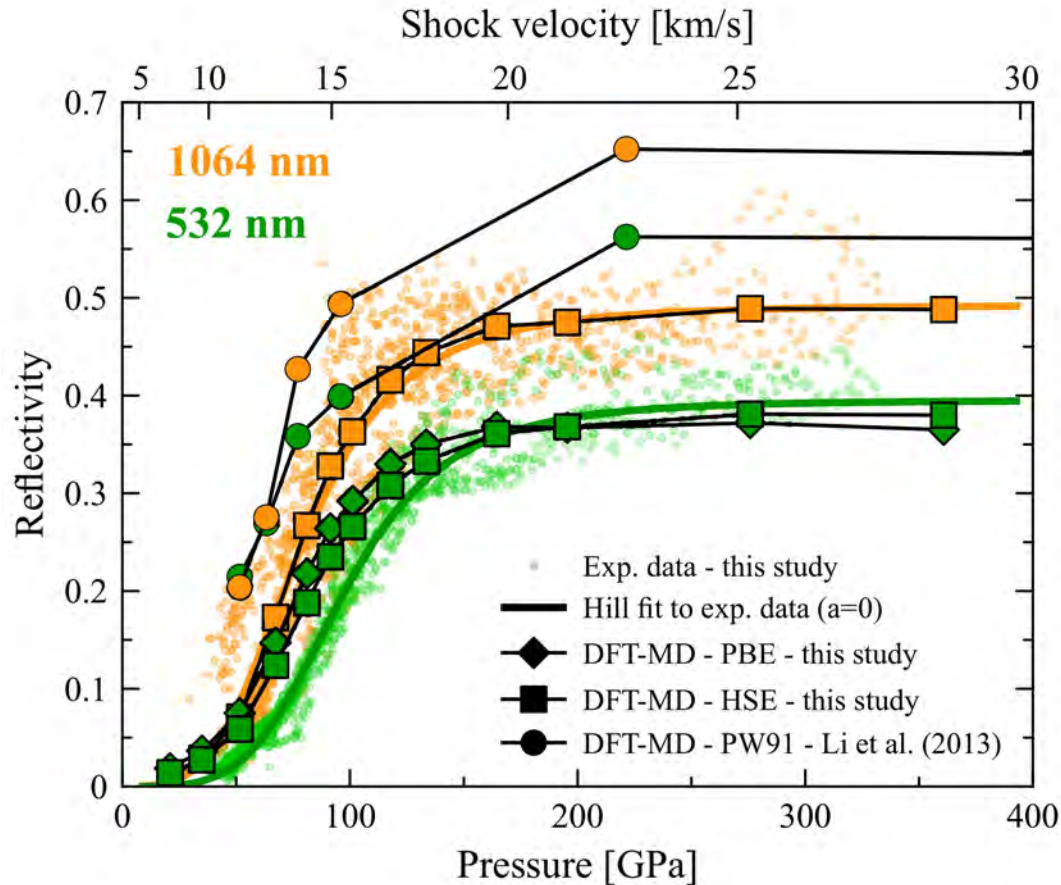 Shock velocity [km/s]
5 10 15 20 25 30
0.7
1064 nm
0.6
532 nm
0.5
0.4
Reflectivity
0.3
Exp. data - this study
0.2
Hill fit to exp. data (a=0)
DFT-MD - PBE - this study
0.1
DFT-MD - HSE - this study
DFT-MD - PW91 - Li et al. (2013)
0
0 100 200 300 400
Pressure [GPa]